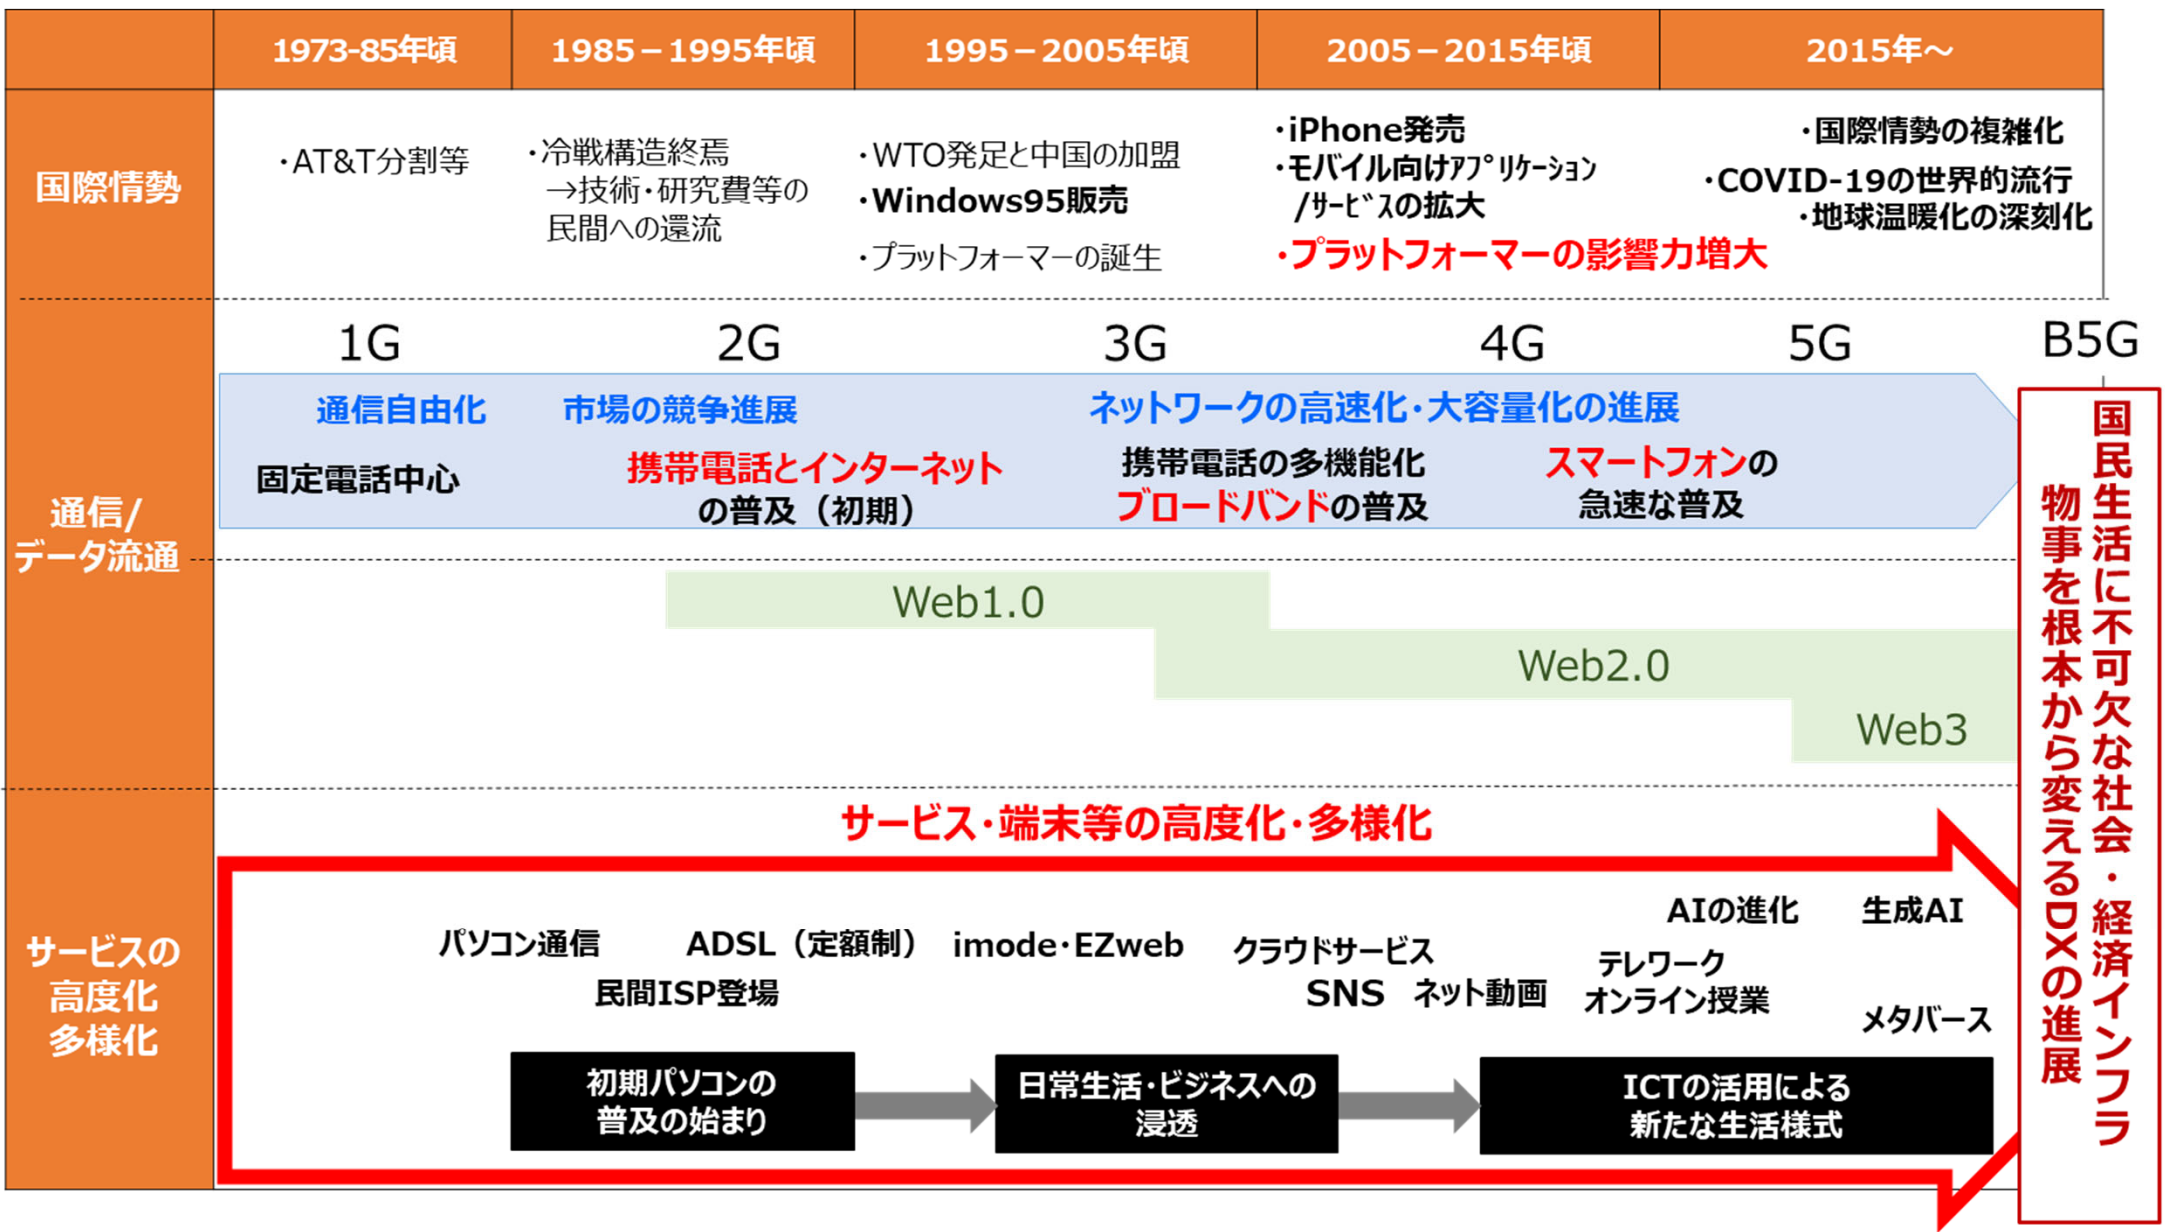 1973-85年頃
1985－1995年頃
1995－2005年頃
2005－2015年頃
2015年～
国際情勢
・AT&T分割等
・冷戦構造終焉
→技術・研究費等の
民間への還流
・WTO発足と中国の加盟
・Windows95販売
・プラットフォーマーの誕生
・iPhone発売
・モバイル向けｱﾌﾟﾘｹｰｼｮﾝ
/ｻｰﾋﾞｽの拡大
・プラットフォーマーの影響力増大
・国際情勢の複雑化
・COVID-19の世界的流行
・地球温暖化の深刻化
通信/
データ流通
1G
2G
3G
4G
5G
B5G
通信自由化
市場の競争進展
ネットワークの高速化・大容量化の進展
固定電話中心
携帯電話とインターネット
の普及（初期）
携帯電話の多機能化
ブロードバンドの普及
スマートフォンの
急速な普及
Web1.0
Web2.0
Web3
サービスの
高度化
多様化
サービス・端末等の高度化・多様化
パソコン通信
ADSL（定額制）
民間ISP登場
imode・EZweb
クラウドサービス
SNS
ネット動画
AIの進化
生成AI
テレワーク
オンライン授業
メタバース
初期パソコンの
普及の始まり
日常生活・ビジネスへの
浸透
ICTの活用による
新たな生活様式
国民生活に不可欠な社会・経済インフラ
物事を根本から変えるDXの進展